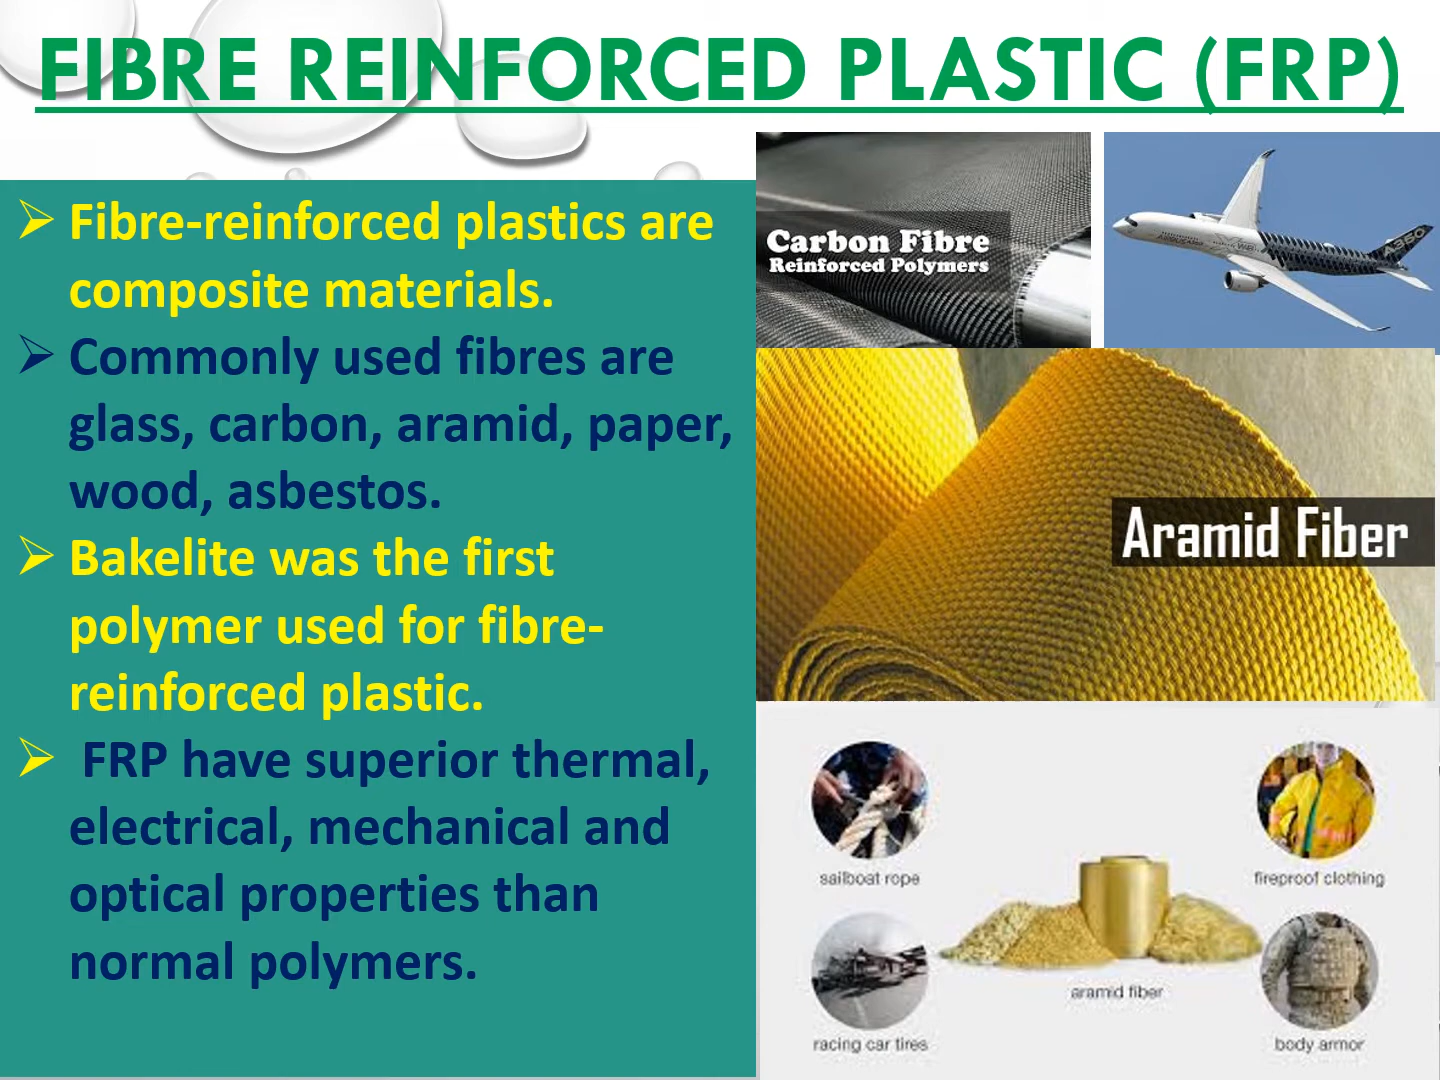 FIBRE REINFORCED PLASTIC (FRP)
Fibre-reinforced plastics are
composite materials.
Commonly used fibres are
glass, carbon, aramid, paper,
wood, asbestos.
Bakelite was the first
polymer used for fibre-
reinforced plastic.
FRP have superior thermal,
electrical, mechanical and
optical properties than
normal polymers.
Carbon Fibre
Reinforced Polymers
A350
Aramid Fiber
sailboat rope
fireproof clothing
aramid fiber
racing car tires
body armor